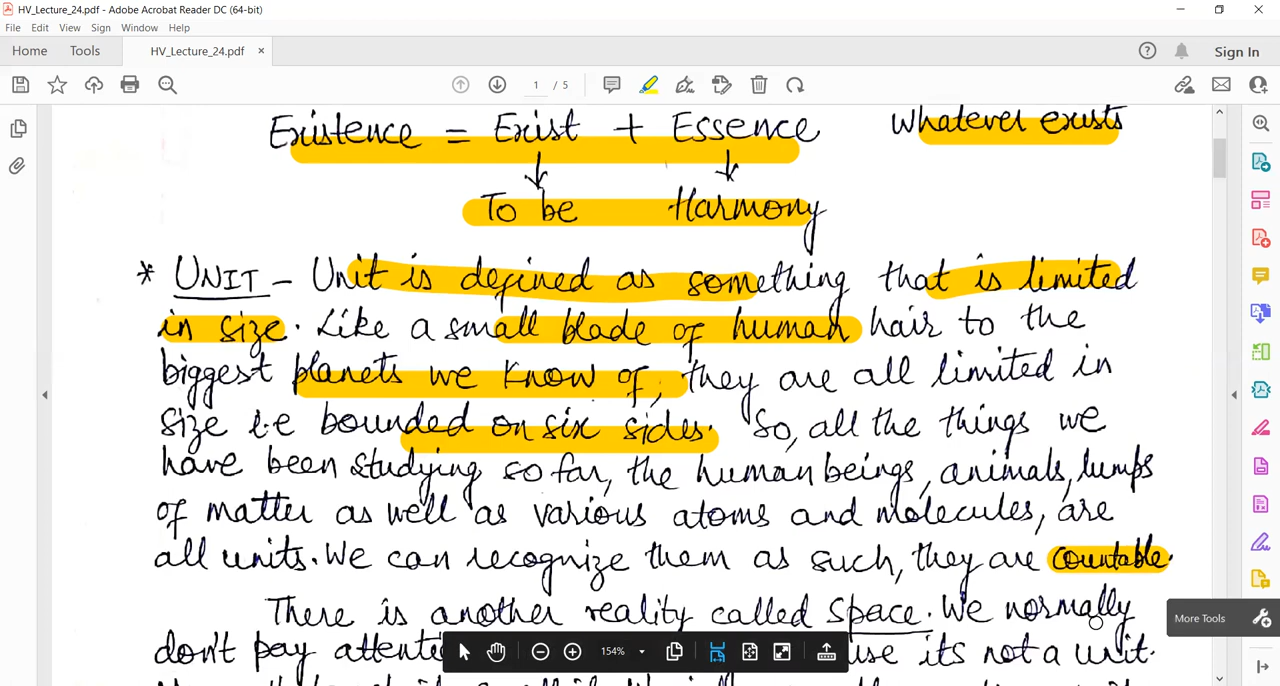 HV_Lecture_24.pdf - Adobe Acrobat Reader DC (64-bit)
File Edit View Sign Window Help
Home Tools HV_Lecture_24.pdf × Sign In
1 / 5
Existence = Exist + Essence Whatever exists
To be Harmony
* UNIT - Unit is defined as something that is limited
in size. Like a small blade of human hair to the
biggest planets we know of, they are all limited in
size i.e bounded on six sides. So, all the things we
have been studying so far, the human beings, animals, lumps
of matter as well as various atoms and molecules, are
all units. We can recognize them as such, they are countable.
There is another reality called Space. We normally
More Tools
don't pay attenti use its not a unit.
154%